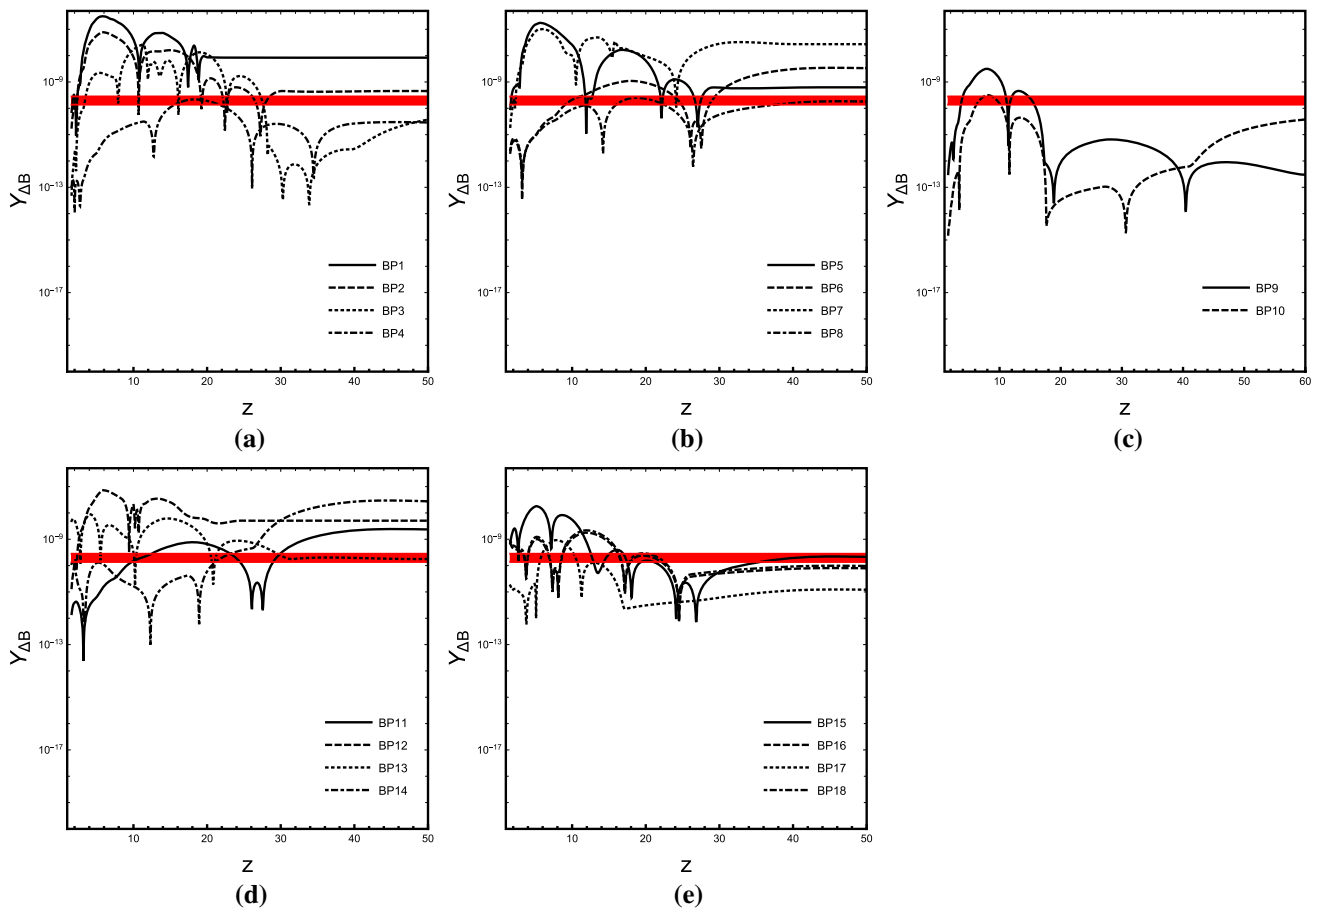 Y_ΔB
10⁻⁹
10⁻¹³
10⁻¹⁷
10 20 30 40 50
z
BP1
BP2
BP3
BP4
(a)
Y_ΔB
10⁻⁹
10⁻¹³
10⁻¹⁷
10 20 30 40 50
z
BP5
BP6
BP7
BP8
(b)
Y_ΔB
10⁻⁹
10⁻¹³
10⁻¹⁷
10 20 30 40 50 60
z
BP9
BP10
(c)
Y_ΔB
10⁻⁹
10⁻¹³
10⁻¹⁷
10 20 30 40 50
z
BP11
BP12
BP13
BP14
(d)
Y_ΔB
10⁻⁹
10⁻¹³
10⁻¹⁷
10 20 30 40 50
z
BP15
BP16
BP17
BP18
(e)